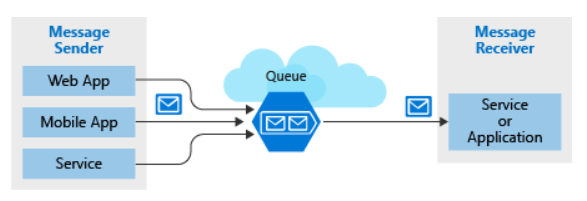 Message
Sender
Web App
Mobile App
Service
Queue
Message
Receiver
Service
or
Application